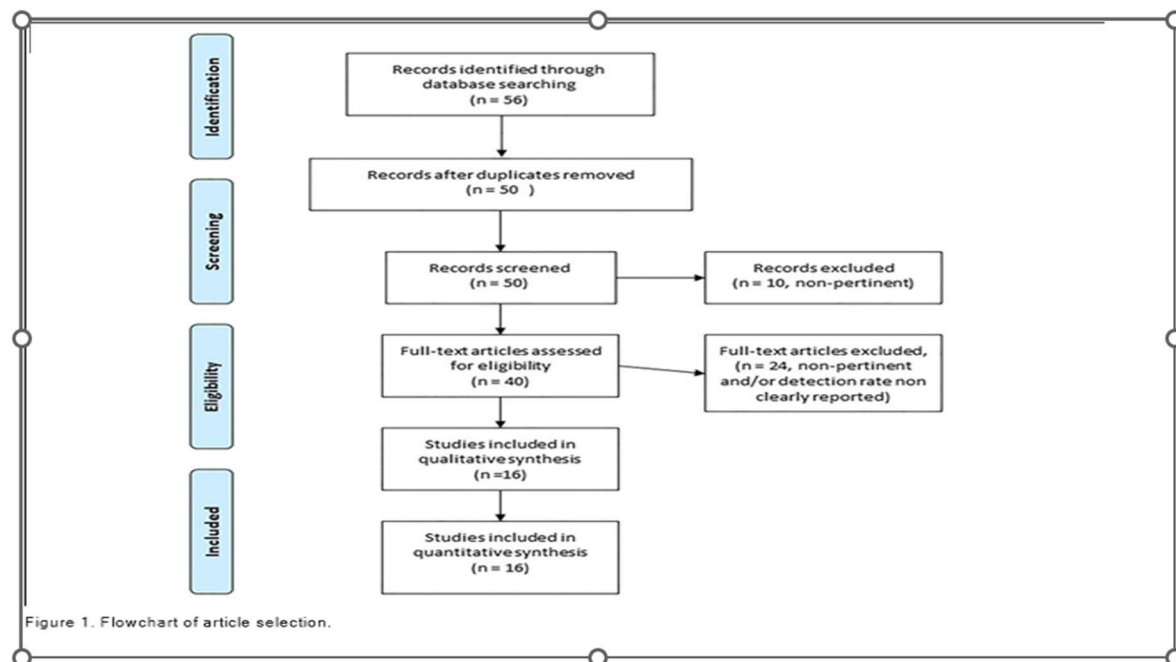 Identification
Records identified through
database searching
(n = 56)
Records after duplicates removed
(n = 50   )
Screening
Records screened
(n = 50)
Records excluded
(n = 10, non-pertinent)
Eligibility
Full-text articles assessed
for eligibility
(n = 40)
Full-text articles excluded,
(n = 24, non-pertinent
and/or detection rate non
clearly reported)
Studies included in
qualitative synthesis
(n =16)
Included
Studies included in
quantitative synthesis
(n = 16)
Figure 1. Flowchart of article selection.